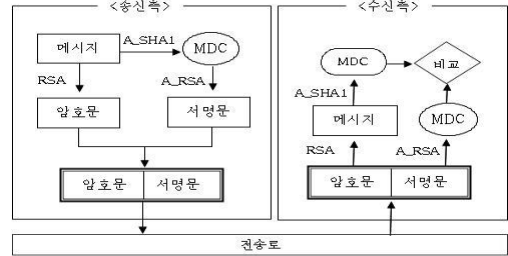 <송신측>
<수신측>
메시지
A_SHA1
MDC
RSA
A_RSA
암호문
서명문
암호문
서명문
MDC
비교
A_SHA1
메시지
MDC
RSA
A_RSA
암호문
서명문
전송로